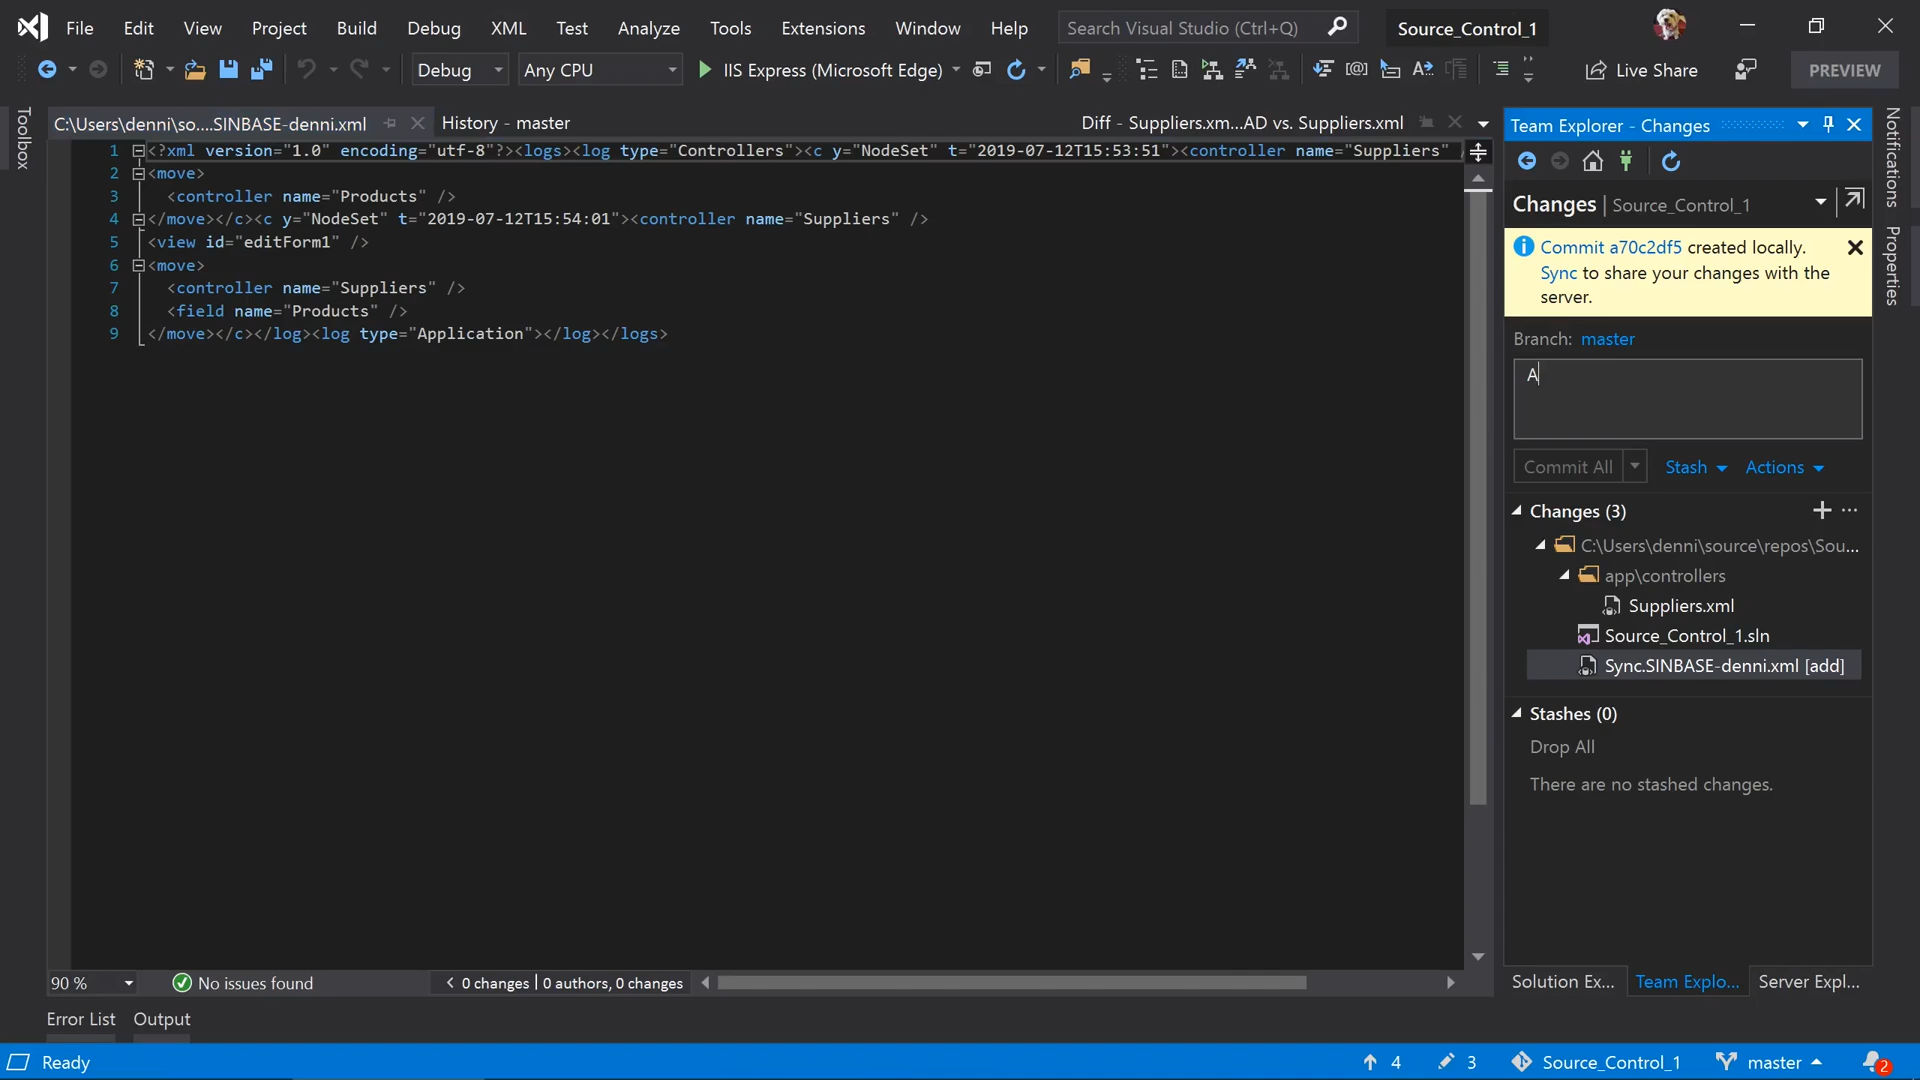 File Edit View Project Build Debug XML Test Analyze Tools Extensions Window Help Search Visual Studio (Ctrl+Q) Source_Control_1
Debug Any CPU IIS Express (Microsoft Edge) Live Share PREVIEW
Toolbox
C:\Users\denni\so....SINBASE-denni.xml History - master Diff - Suppliers.xm...AD vs. Suppliers.xml
1 <?xml version="1.0" encoding="utf-8"?><logs><log type="Controllers"><c y="NodeSet" t="2019-07-12T15:53:51"><controller name="Suppliers" /
2 <move>
3 <controller name="Products" />
4 </move></c><c y="NodeSet" t="2019-07-12T15:54:01"><controller name="Suppliers" />
5 <view id="editForm1" />
6 <move>
7 <controller name="Suppliers" />
8 <field name="Products" />
9 </move></c></log><log type="Application"></log></logs>
90 % No issues found 0 changes | 0 authors, 0 changes
Error List Output
Team Explorer - Changes
Changes | Source_Control_1
Commit a70c2df5 created locally.
Sync to share your changes with the
server.
Branch: master
A
Commit All Stash Actions
Changes (3)
C:\Users\denni\source\repos\Sou...
app\controllers
Suppliers.xml
Source_Control_1.sln
Sync.SINBASE-denni.xml [add]
Stashes (0)
Drop All
There are no stashed changes.
Solution Ex... Team Explo... Server Expl...
Notifications
Properties
Ready 4 3 Source_Control_1 master 2